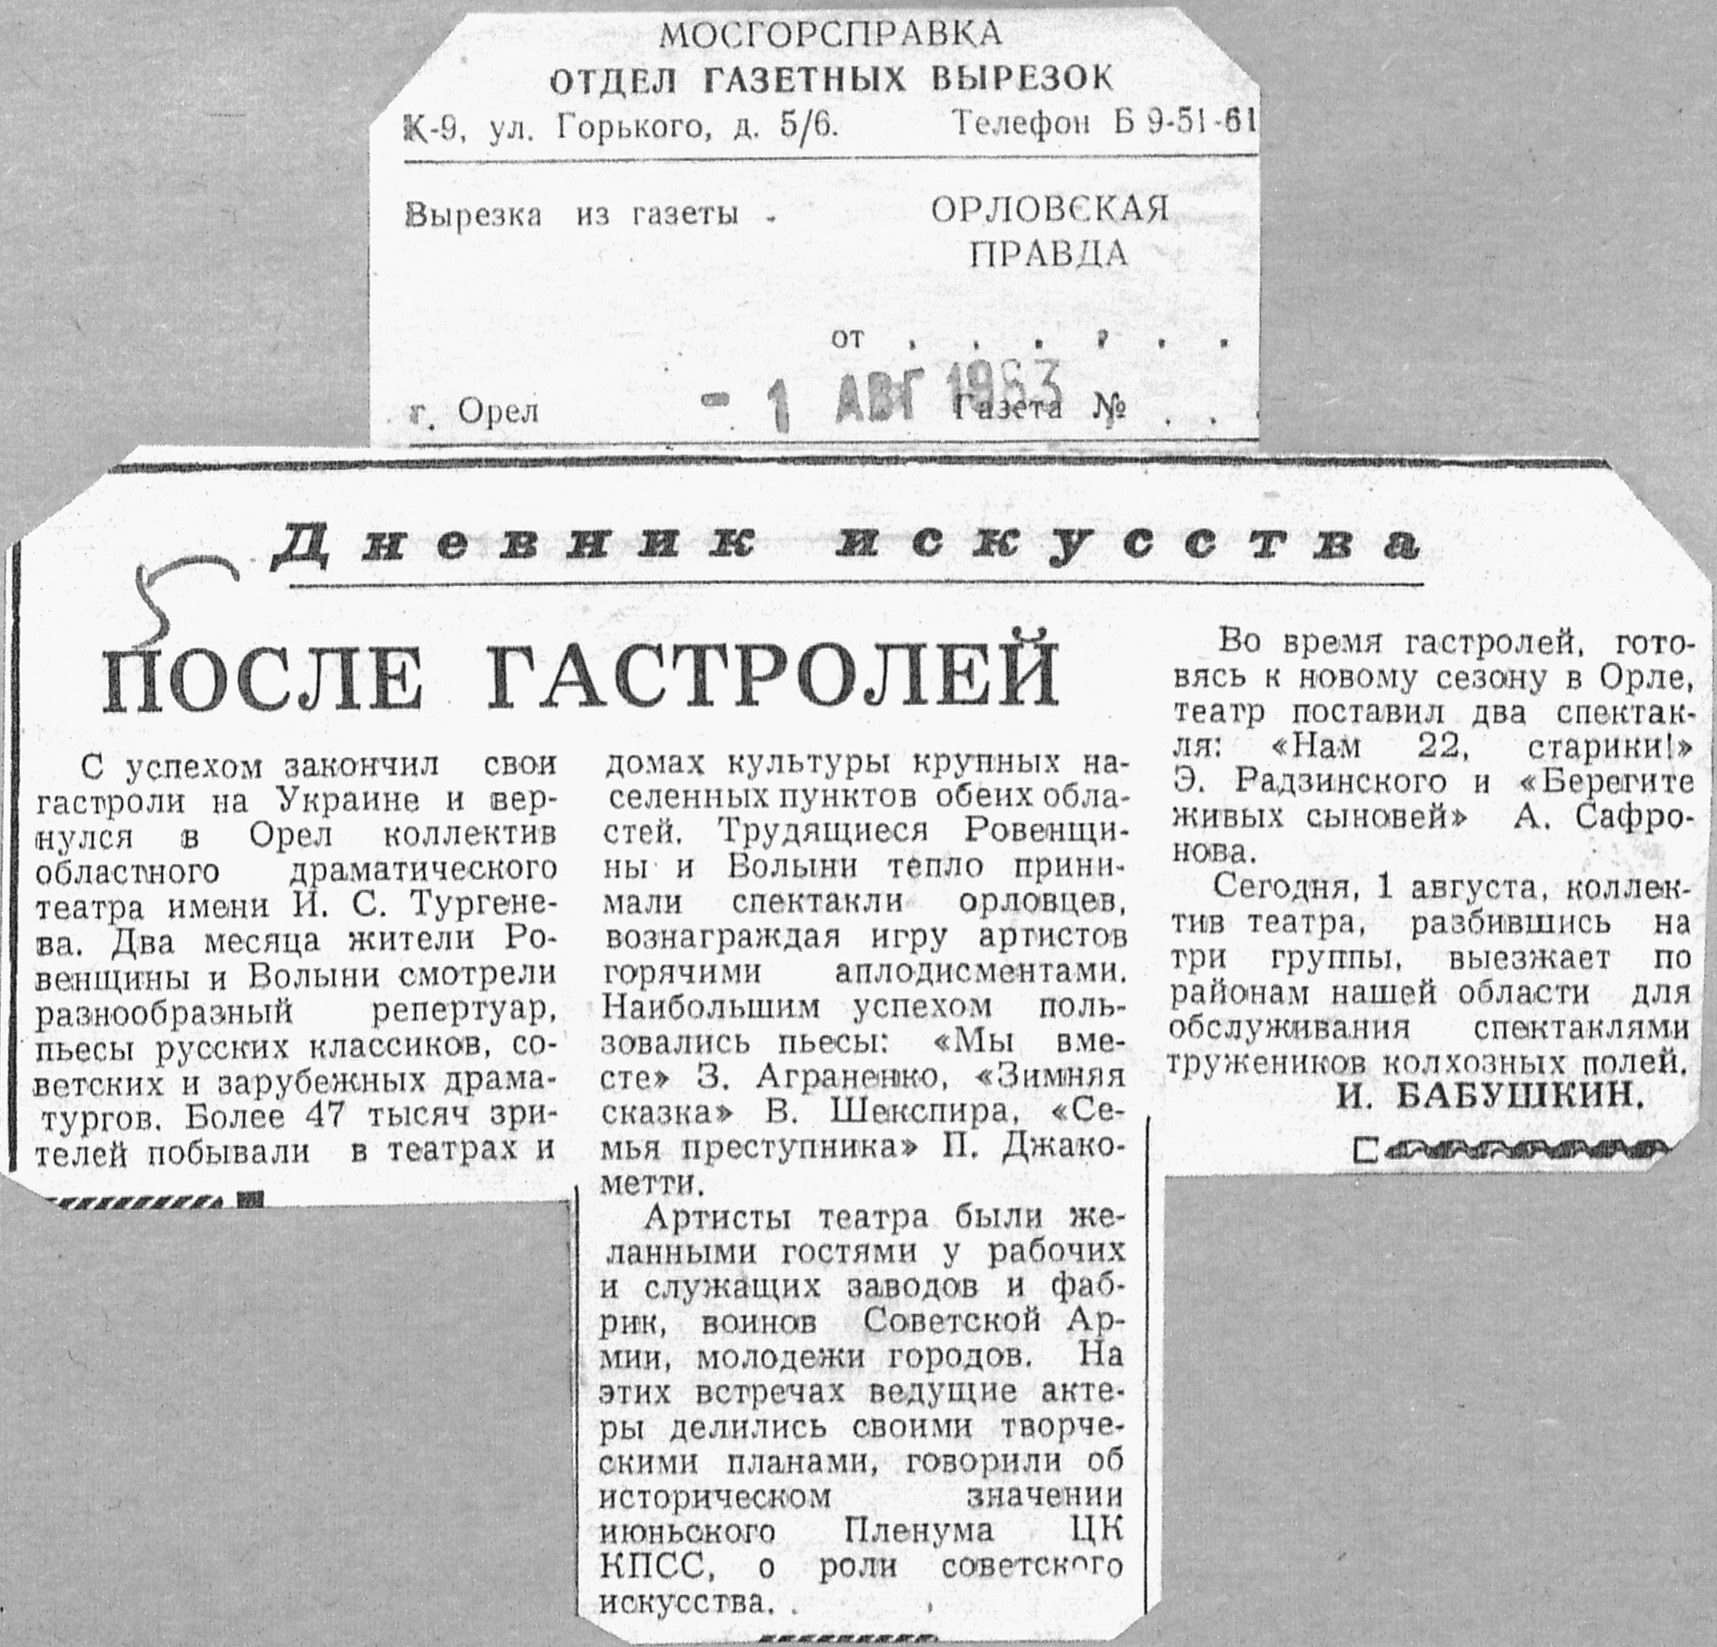 МОСГОРСПРАВКА
ОТДЕЛ ГАЗЕТНЫХ ВЫРЕЗОК
К-9, ул. Горького, д. 5/6. Телефон Б 9-51-61
Вырезка из газеты .
ОРЛОВСКАЯ
ПРАВДА
от . . . . . .
- 1 АВГ 1963
г. Орел Газета № . . .
Дневник искусства
ПОСЛЕ ГАСТРОЛЕЙ
С успехом закончил свои
гастроли на Украине и вер-
нулся в Орел коллектив
областного драматического
театра имени И. С. Тургене-
ва. Два месяца жители Ро-
венщины и Волыни смотрели
разнообразный репертуар,
пьесы русских классиков, со-
ветских и зарубежных драма-
тургов. Более 47 тысяч зри-
телей побывали в театрах и
домах культуры крупных на-
селенных пунктов обеих обла-
стей. Трудящиеся Ровенщи-
ны и Волыни тепло прини-
мали спектакли орловцев,
вознаграждая игру артистов
горячими аплодисментами.
Наибольшим успехом поль-
зовались пьесы: «Мы вме-
сте» З. Аграненко, «Зимняя
сказка» В. Шекспира, «Се-
мья преступника» П. Джако-
метти.
Артисты театра были же-
ланными гостями у рабочих
и служащих заводов и фаб-
рик, воинов Советской Ар-
мии, молодежи городов. На
этих встречах ведущие акте-
ры делились своими творче-
скими планами, говорили об
историческом значении
июньского Пленума ЦК
КПСС, о роли советского
искусства.
Во время гастролей, гото-
вясь к новому сезону в Орле,
театр поставил два спектак-
ля: «Нам 22, старики!»
Э. Радзинского и «Берегите
живых сыновей» А. Сафро-
нова.
Сегодня, 1 августа, коллек-
тив театра, разбившись на
три группы, выезжает по
районам нашей области для
обслуживания спектаклями
тружеников колхозных полей.
И. БАБУШКИН.